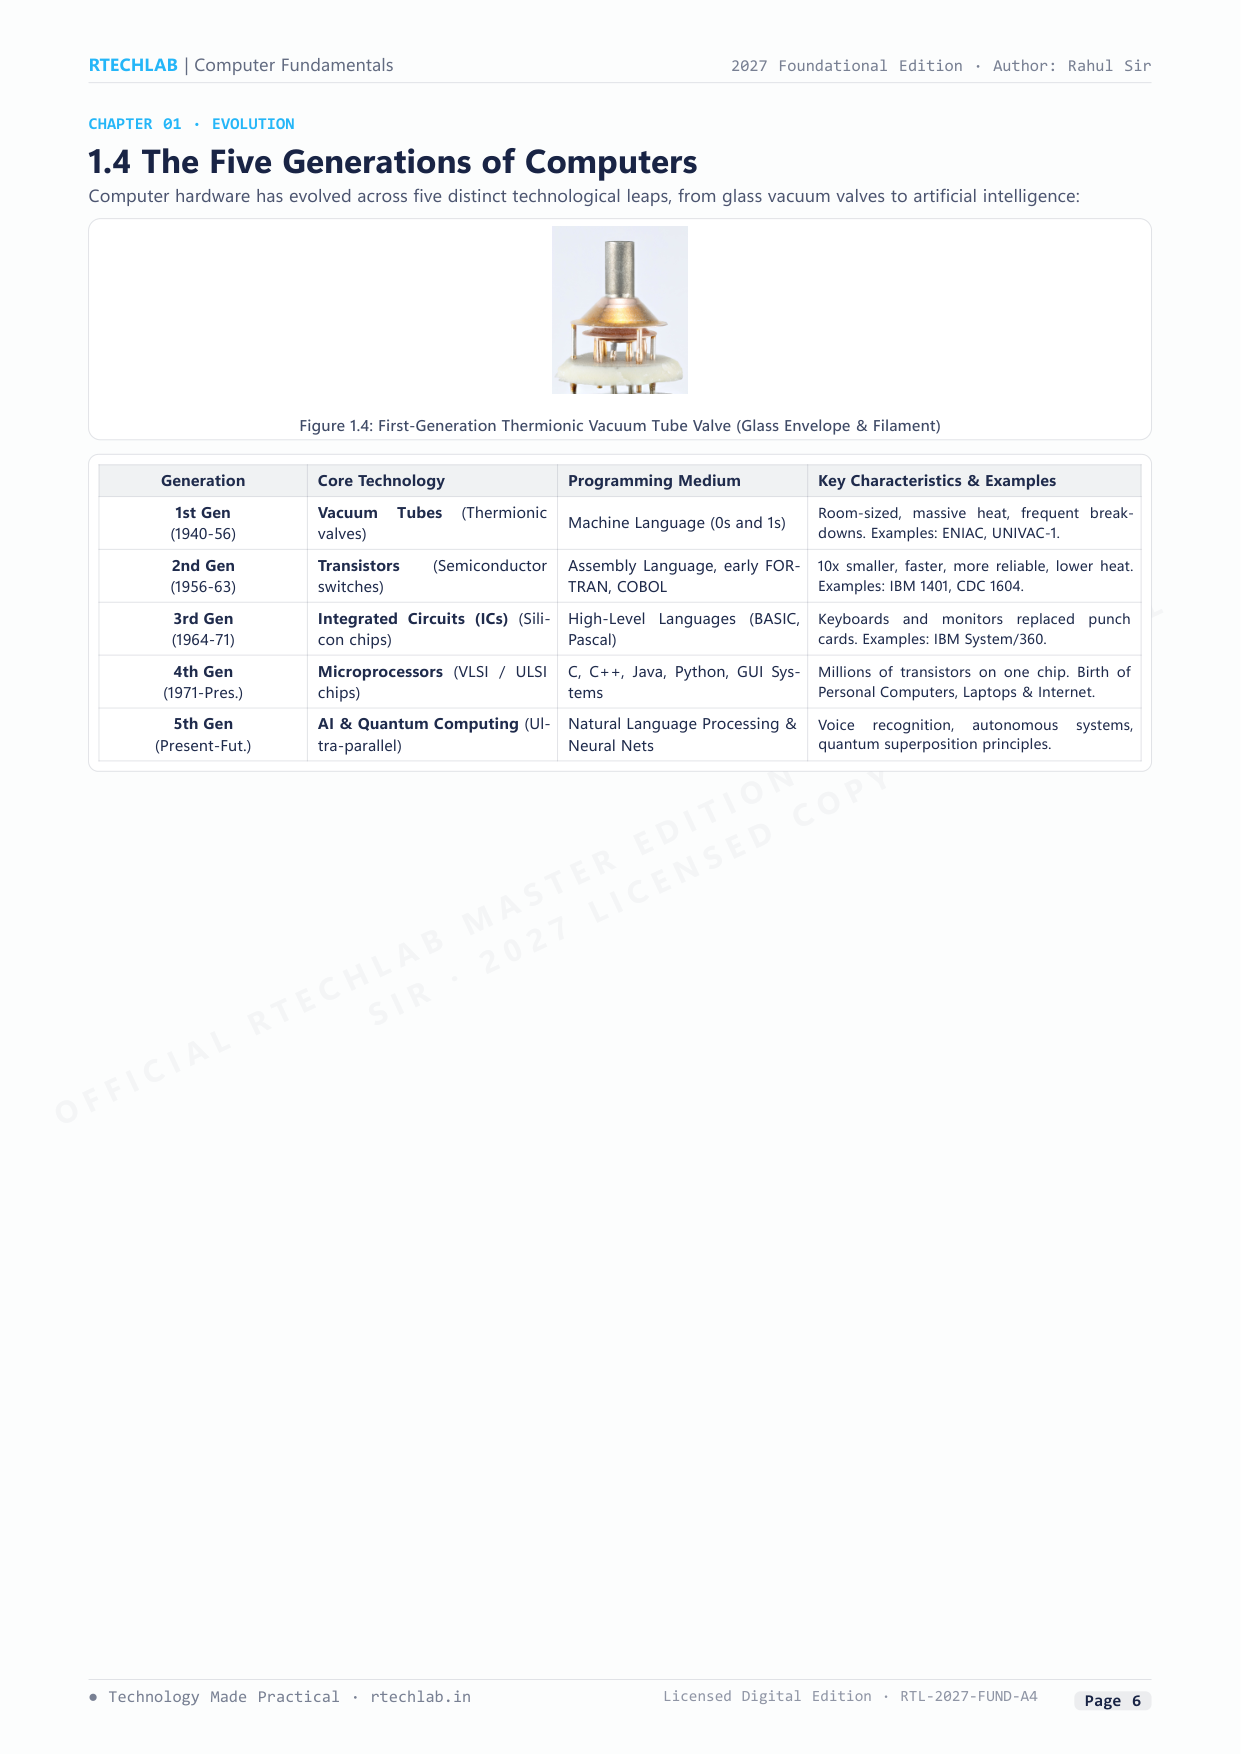 RTECHLAB | Computer Fundamentals
2027 Foundational Edition · Author: Rahul Sir
CHAPTER 01 · EVOLUTION
1.4 The Five Generations of Computers
Computer hardware has evolved across five distinct technological leaps, from glass vacuum valves to artificial intelligence:
Figure 1.4: First-Generation Thermionic Vacuum Tube Valve (Glass Envelope & Filament)
Generation
Core Technology
Programming Medium
Key Characteristics & Examples
1st Gen
(1940-56)
Vacuum Tubes (Thermionic
valves)
Machine Language (0s and 1s)
Room-sized, massive heat, frequent break-
downs. Examples: ENIAC, UNIVAC-1.
2nd Gen
(1956-63)
Transistors (Semiconductor
switches)
Assembly Language, early FOR-
TRAN, COBOL
10x smaller, faster, more reliable, lower heat.
Examples: IBM 1401, CDC 1604.
3rd Gen
(1964-71)
Integrated Circuits (ICs) (Sili-
con chips)
High-Level Languages (BASIC,
Pascal)
Keyboards and monitors replaced punch
cards. Examples: IBM System/360.
4th Gen
(1971-Pres.)
Microprocessors (VLSI / ULSI
chips)
C, C++, Java, Python, GUI Sys-
tems
Millions of transistors on one chip. Birth of
Personal Computers, Laptops & Internet.
5th Gen
(Present-Fut.)
AI & Quantum Computing (Ul-
tra-parallel)
Natural Language Processing &
Neural Nets
Voice recognition, autonomous systems,
quantum superposition principles.
OFFICIAL RTECHLAB MASTER EDITION
SIR · 2027 LICENSED COPY
● Technology Made Practical · rtechlab.in
Licensed Digital Edition · RTL-2027-FUND-A4
Page 6